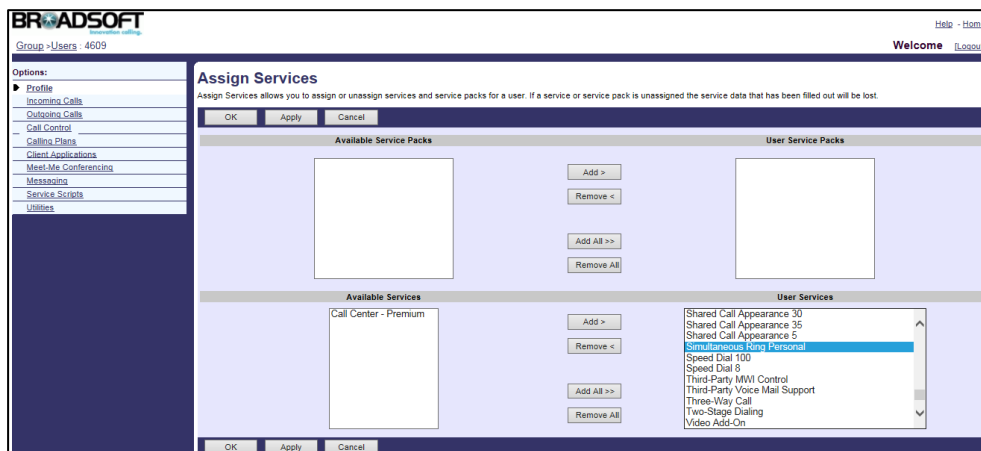 BROADSOFT
innovation calling.
Help - Hom
Group >Users : 4609
Welcome [Logou
Options:
Profile
Incoming Calls
Outgoing Calls
Call Control
Calling Plans
Client Applications
Meet-Me Conferencing
Messaging
Service Scripts
Utilities
Assign Services
Assign Services allows you to assign or unassign services and service packs for a user. If a service or service pack is unassigned the service data that has been filled out will be lost.
OK Apply Cancel
Available Service Packs User Service Packs
Add >
Remove <
Add All >>
Remove All
Available Services User Services
Call Center - Premium
Add >
Remove <
Add All >>
Remove All
Shared Call Appearance 30
Shared Call Appearance 35
Shared Call Appearance 5
Simultaneous Ring Personal
Speed Dial 100
Speed Dial 8
Third-Party MWI Control
Third-Party Voice Mail Support
Three-Way Call
Two-Stage Dialing
Video Add-On
OK Apply Cancel